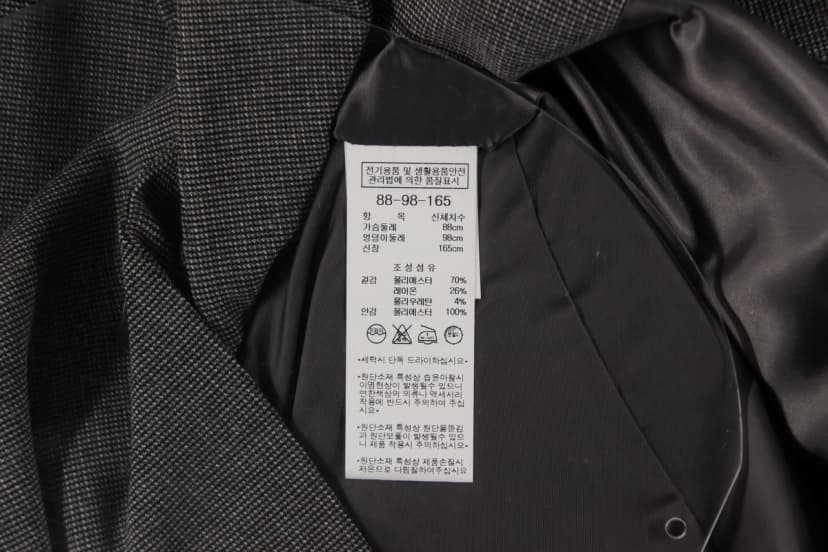 전기용품 및 생활용품안전
관리법에 의한 품질표시
88-98-165
항 목 신체치수
가슴둘레 88cm
엉덩이둘레 98cm
신장 165cm
조성섬유
겉감 폴리에스터 70%
레이온 26%
폴리우레탄 4%
안감 폴리에스터 100%
•세탁시 단독 드라이하십시요•
•원단소재 특성상 습윤마찰시
이염현상이 발생될수 있으니
연한색상의 의류나 액세서리
착용에 반드시 주의하여 주십
시요•
•원단소재 특성상 원단올뜯김
과 원단보풀이 발생될수 있으
니 제품 착용시 주의하십시요•
•원단소재 특성상 제품손질시
저온으로 다림질하여주십시요•